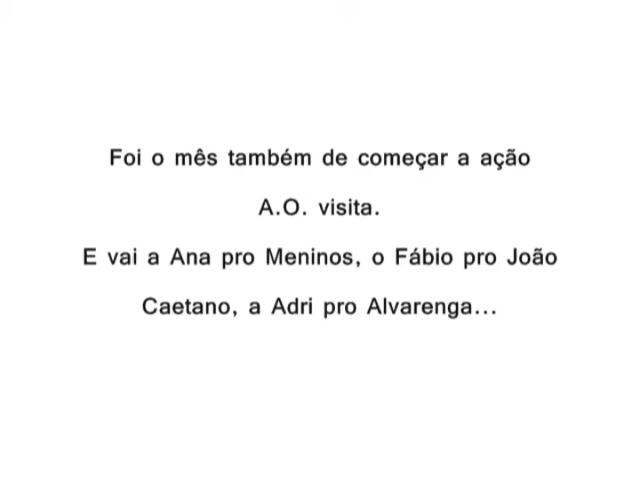 Foi o mês também de começar a ação
A.O. visita.
E vai a Ana pro Meninos, o Fábio pro João
Caetano, a Adri pro Alvarenga...